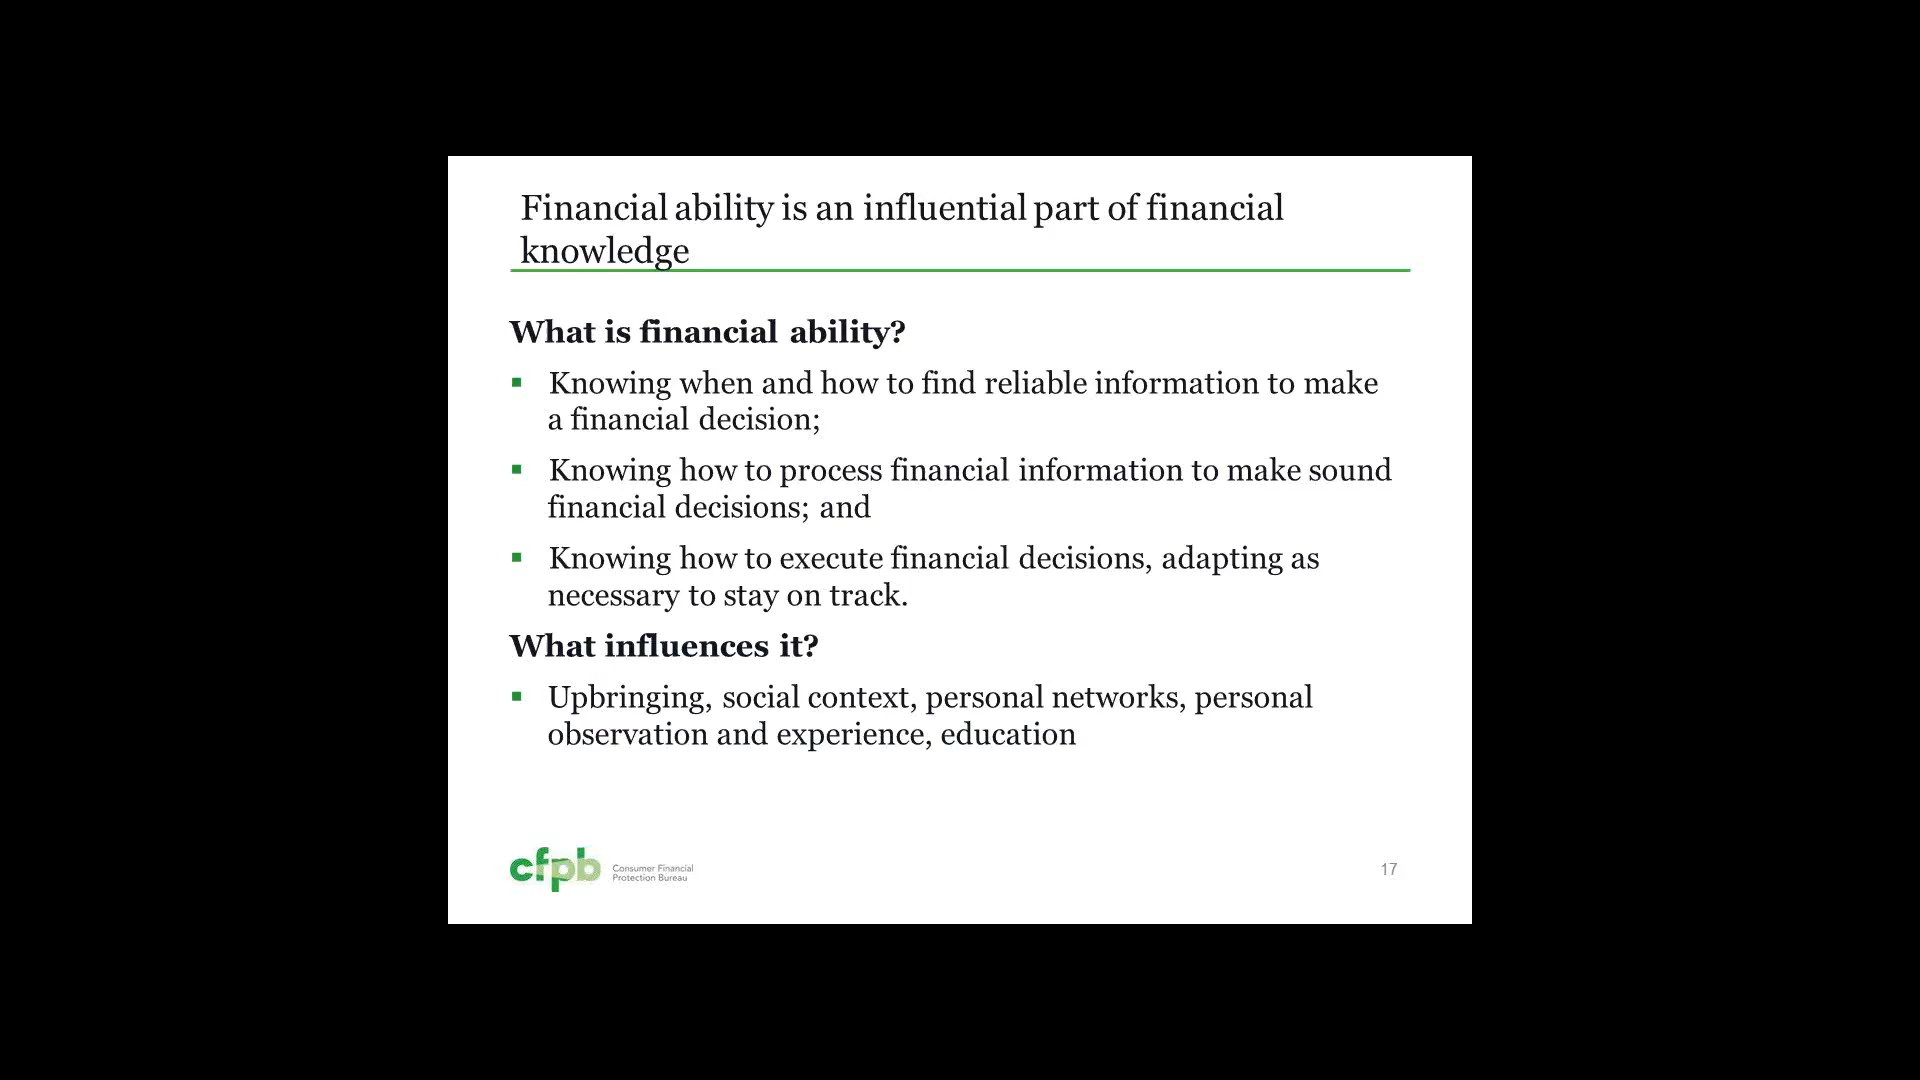 Financial ability is an influential part of financial
knowledge
What is financial ability?
Knowing when and how to find reliable information to make
a financial decision;
Knowing how to process financial information to make sound
financial decisions; and
Knowing how to execute financial decisions, adapting as
necessary to stay on track.
What influences it?
Upbringing, social context, personal networks, personal
observation and experience, education
cfpb
Consumer Financial
Protection Bureau
17